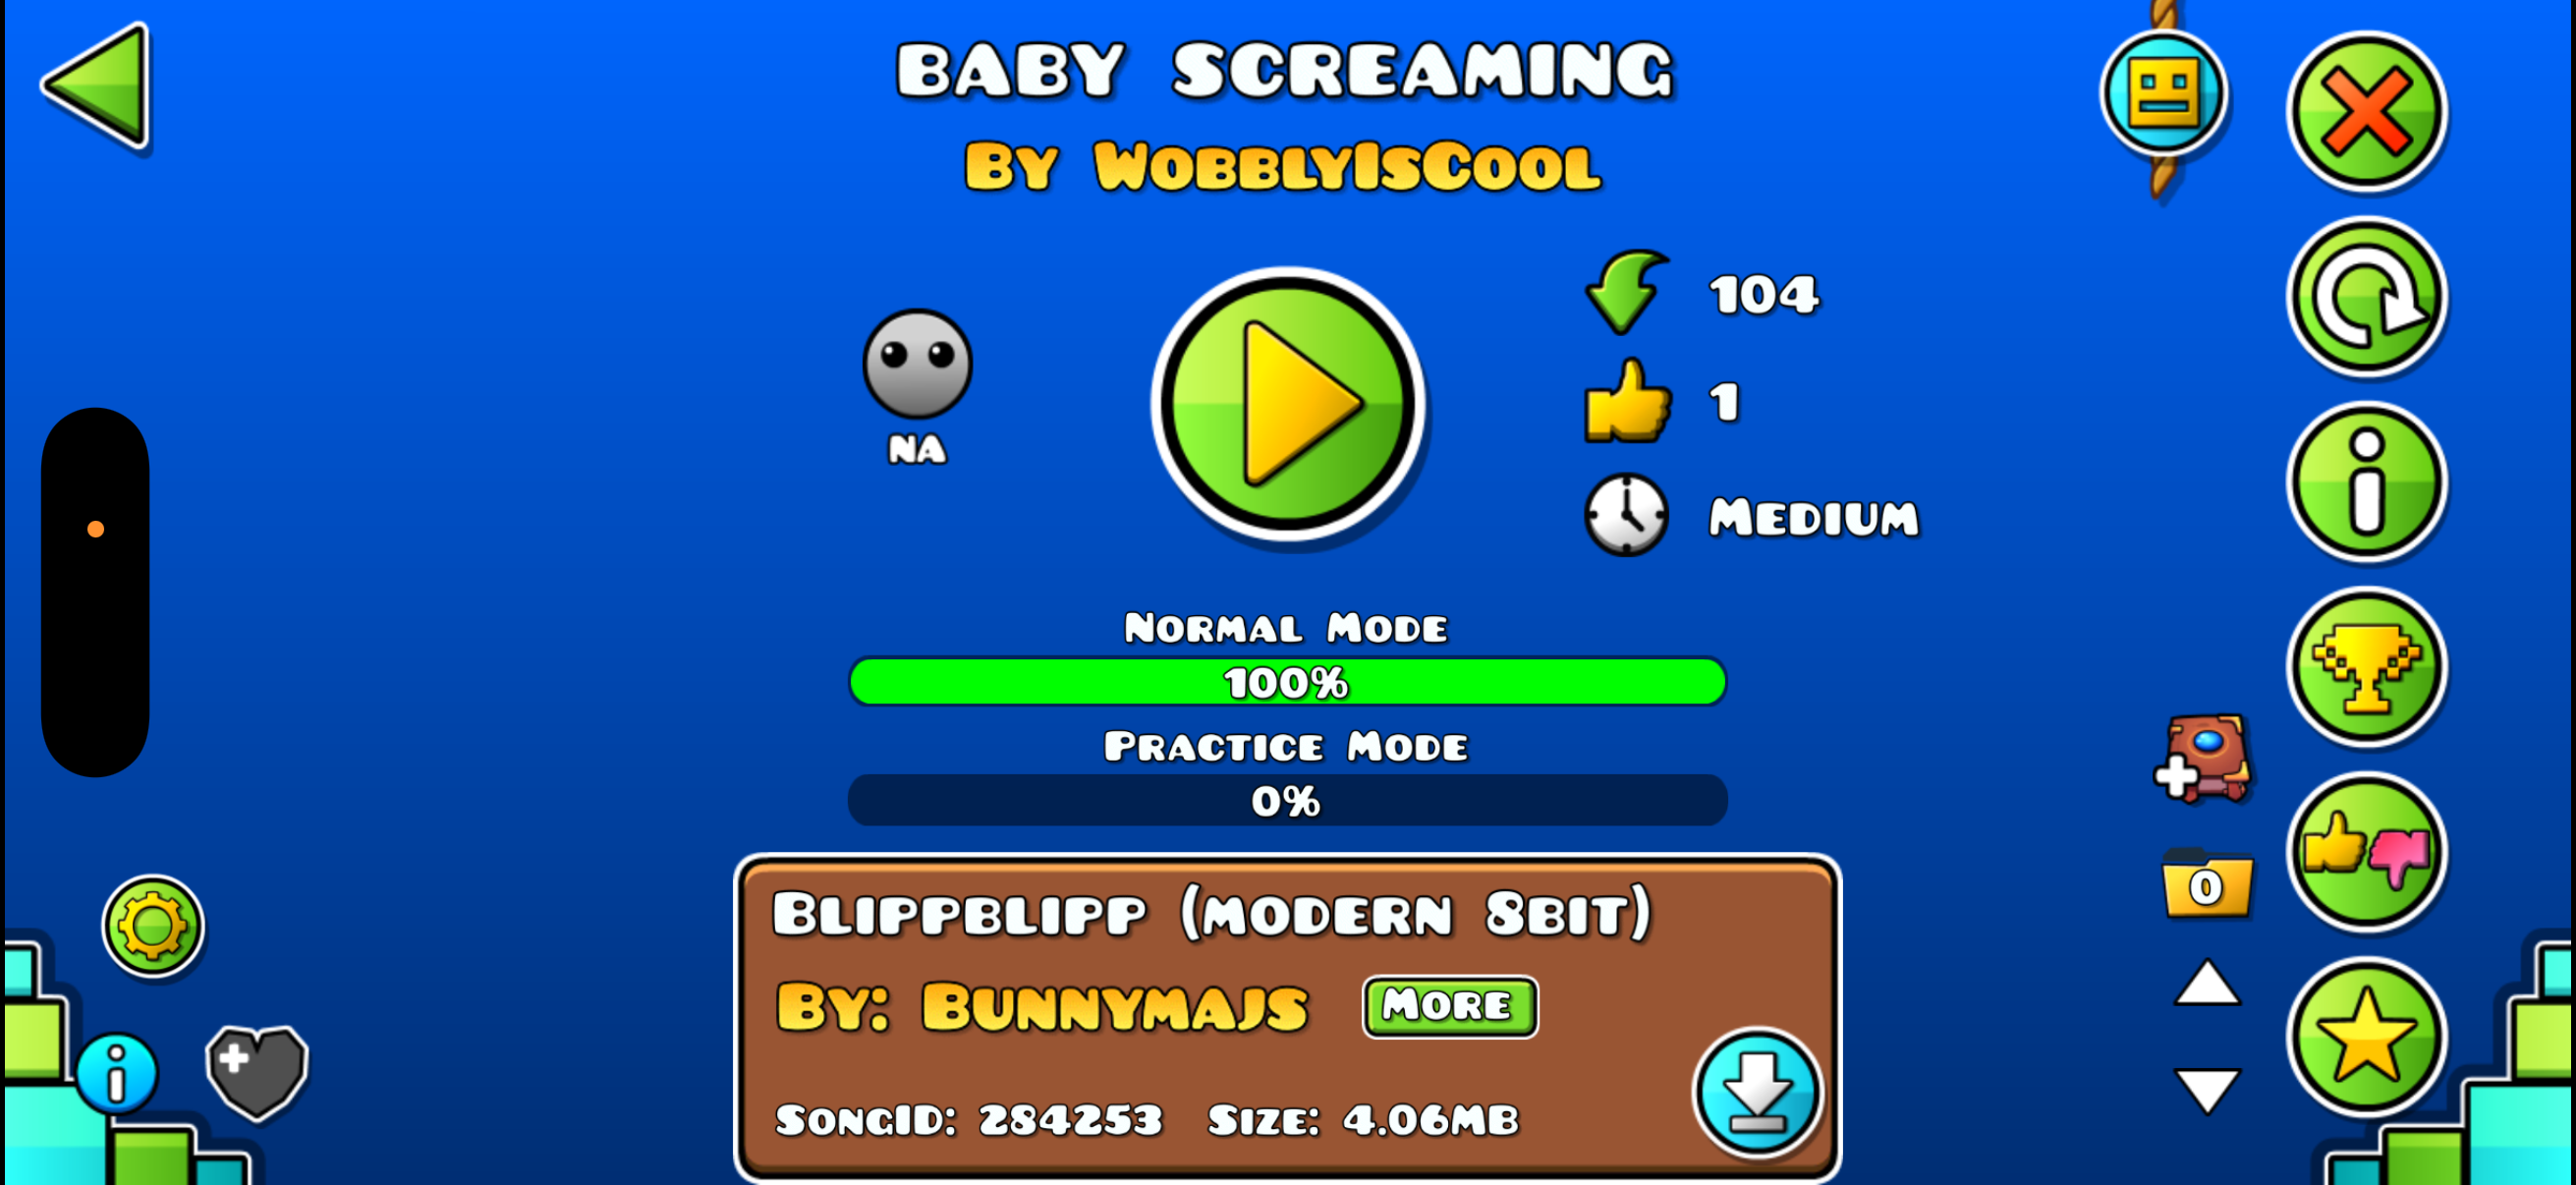 BABY SCREAMING
By WobblyIsCool
104
NA
1
Medium
Normal Mode
100%
Practice Mode
0%
Blippblipp (modern 8bit)
By: Bunnymajs
More
0
SongID: 284253 Size: 4.06MB